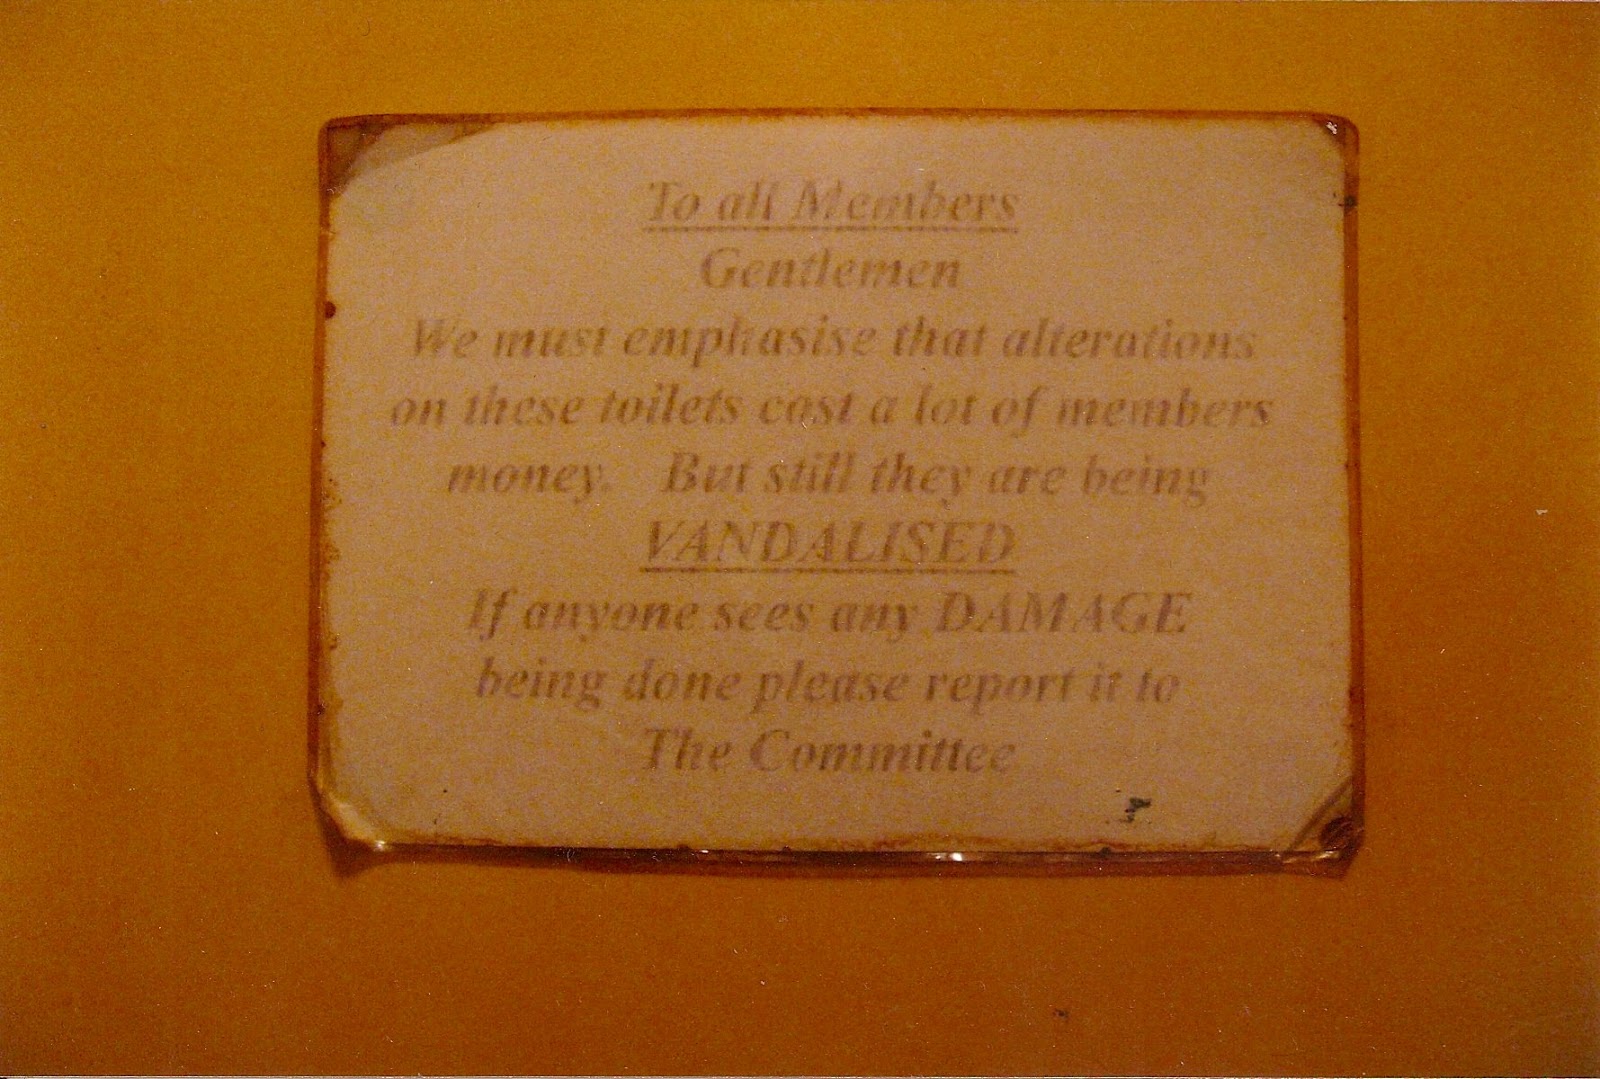 To all Members
Gentlemen
We must emphasise that alterations
on these toilets cost a lot of members
money.   But still they are being
VANDALISED
If anyone sees any DAMAGE
being done please report it to
The Committee